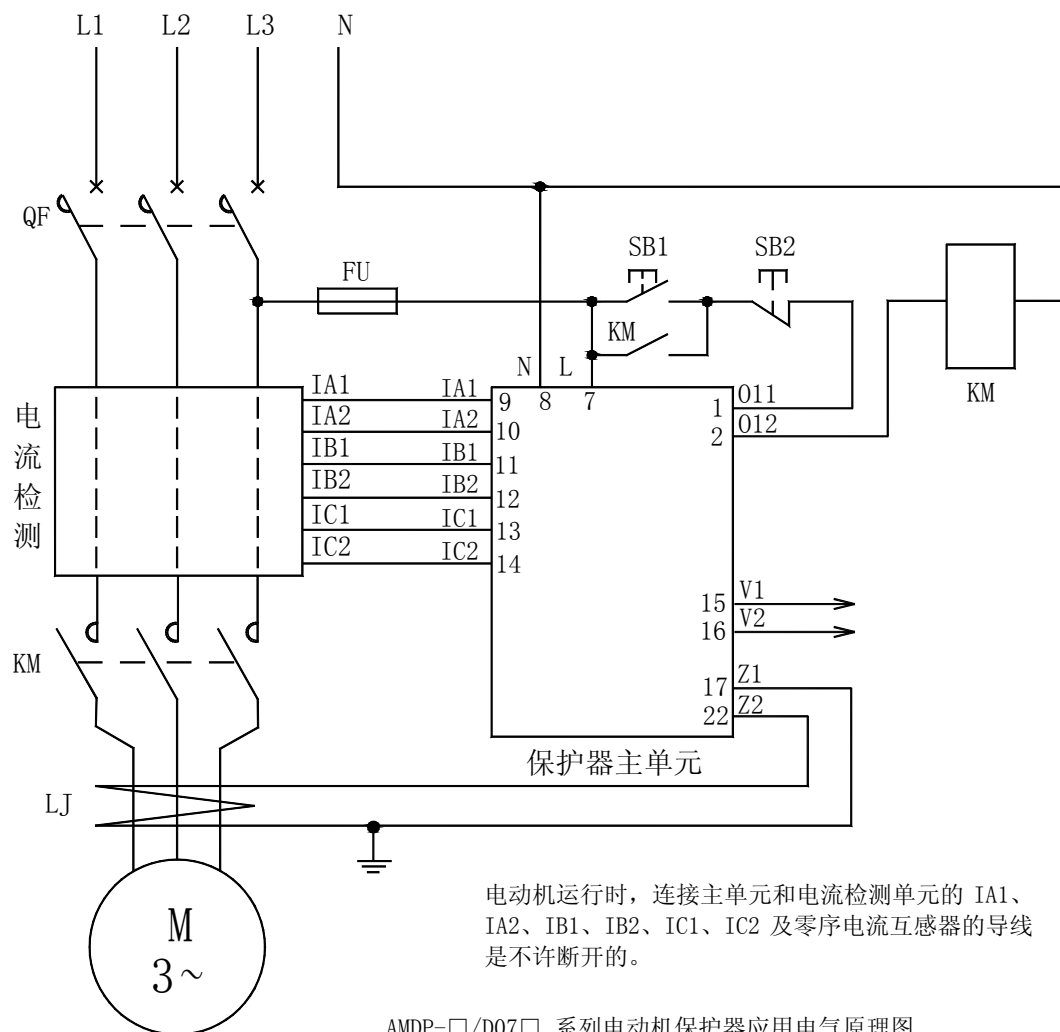 L1 L2 L3 N
QF
FU
SB1 SB2
KM
N L
KM
电流检测
IA1 IA1 9 8 7 1 O11
IA2 IA2 10 2 O12
IB1 IB1 11
IB2 IB2 12
IC1 IC1 13
IC2 IC2 14
15 V1
16 V2
KM
17 Z1
22 Z2
保护器主单元
LJ
M
3~
电动机运行时，连接主单元和电流检测单元的 IA1、
IA2、IB1、IB2、IC1、IC2 及零序电流互感器的导线
是不许断开的。
AMDP-□/D07□ 系列电动机保护器应用电气原理图